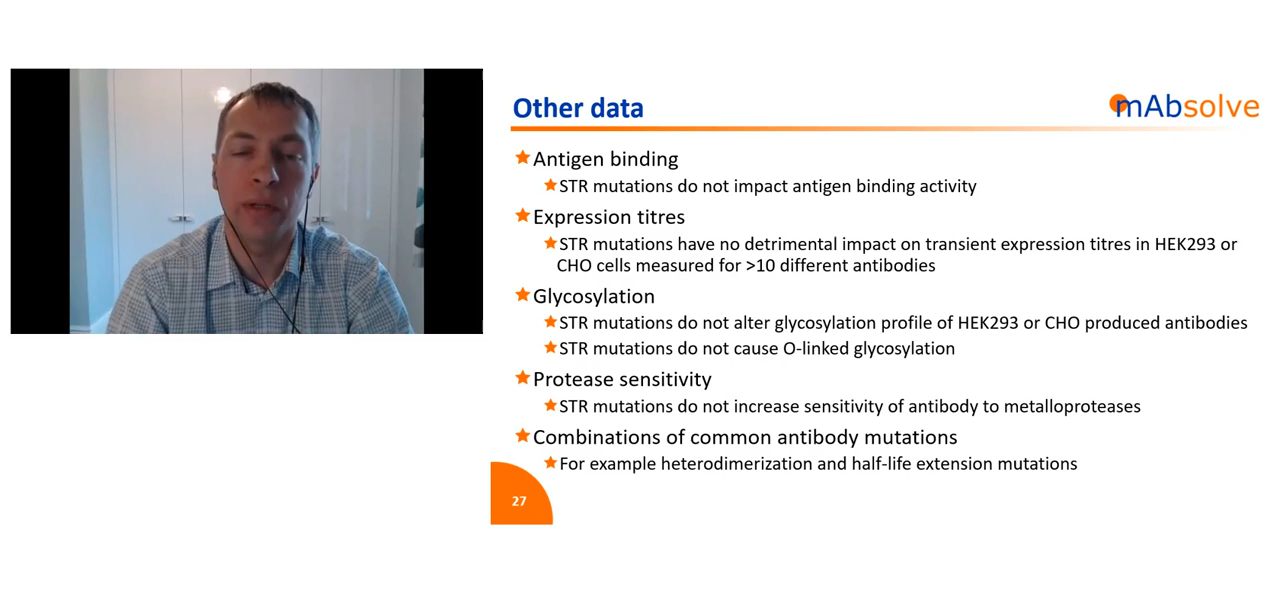 Other data
mAbsolve
Antigen binding
STR mutations do not impact antigen binding activity
Expression titres
STR mutations have no detrimental impact on transient expression titres in HEK293 or
CHO cells measured for >10 different antibodies
Glycosylation
STR mutations do not alter glycosylation profile of HEK293 or CHO produced antibodies
STR mutations do not cause O-linked glycosylation
Protease sensitivity
STR mutations do not increase sensitivity of antibody to metalloproteases
Combinations of common antibody mutations
For example heterodimerization and half-life extension mutations
27